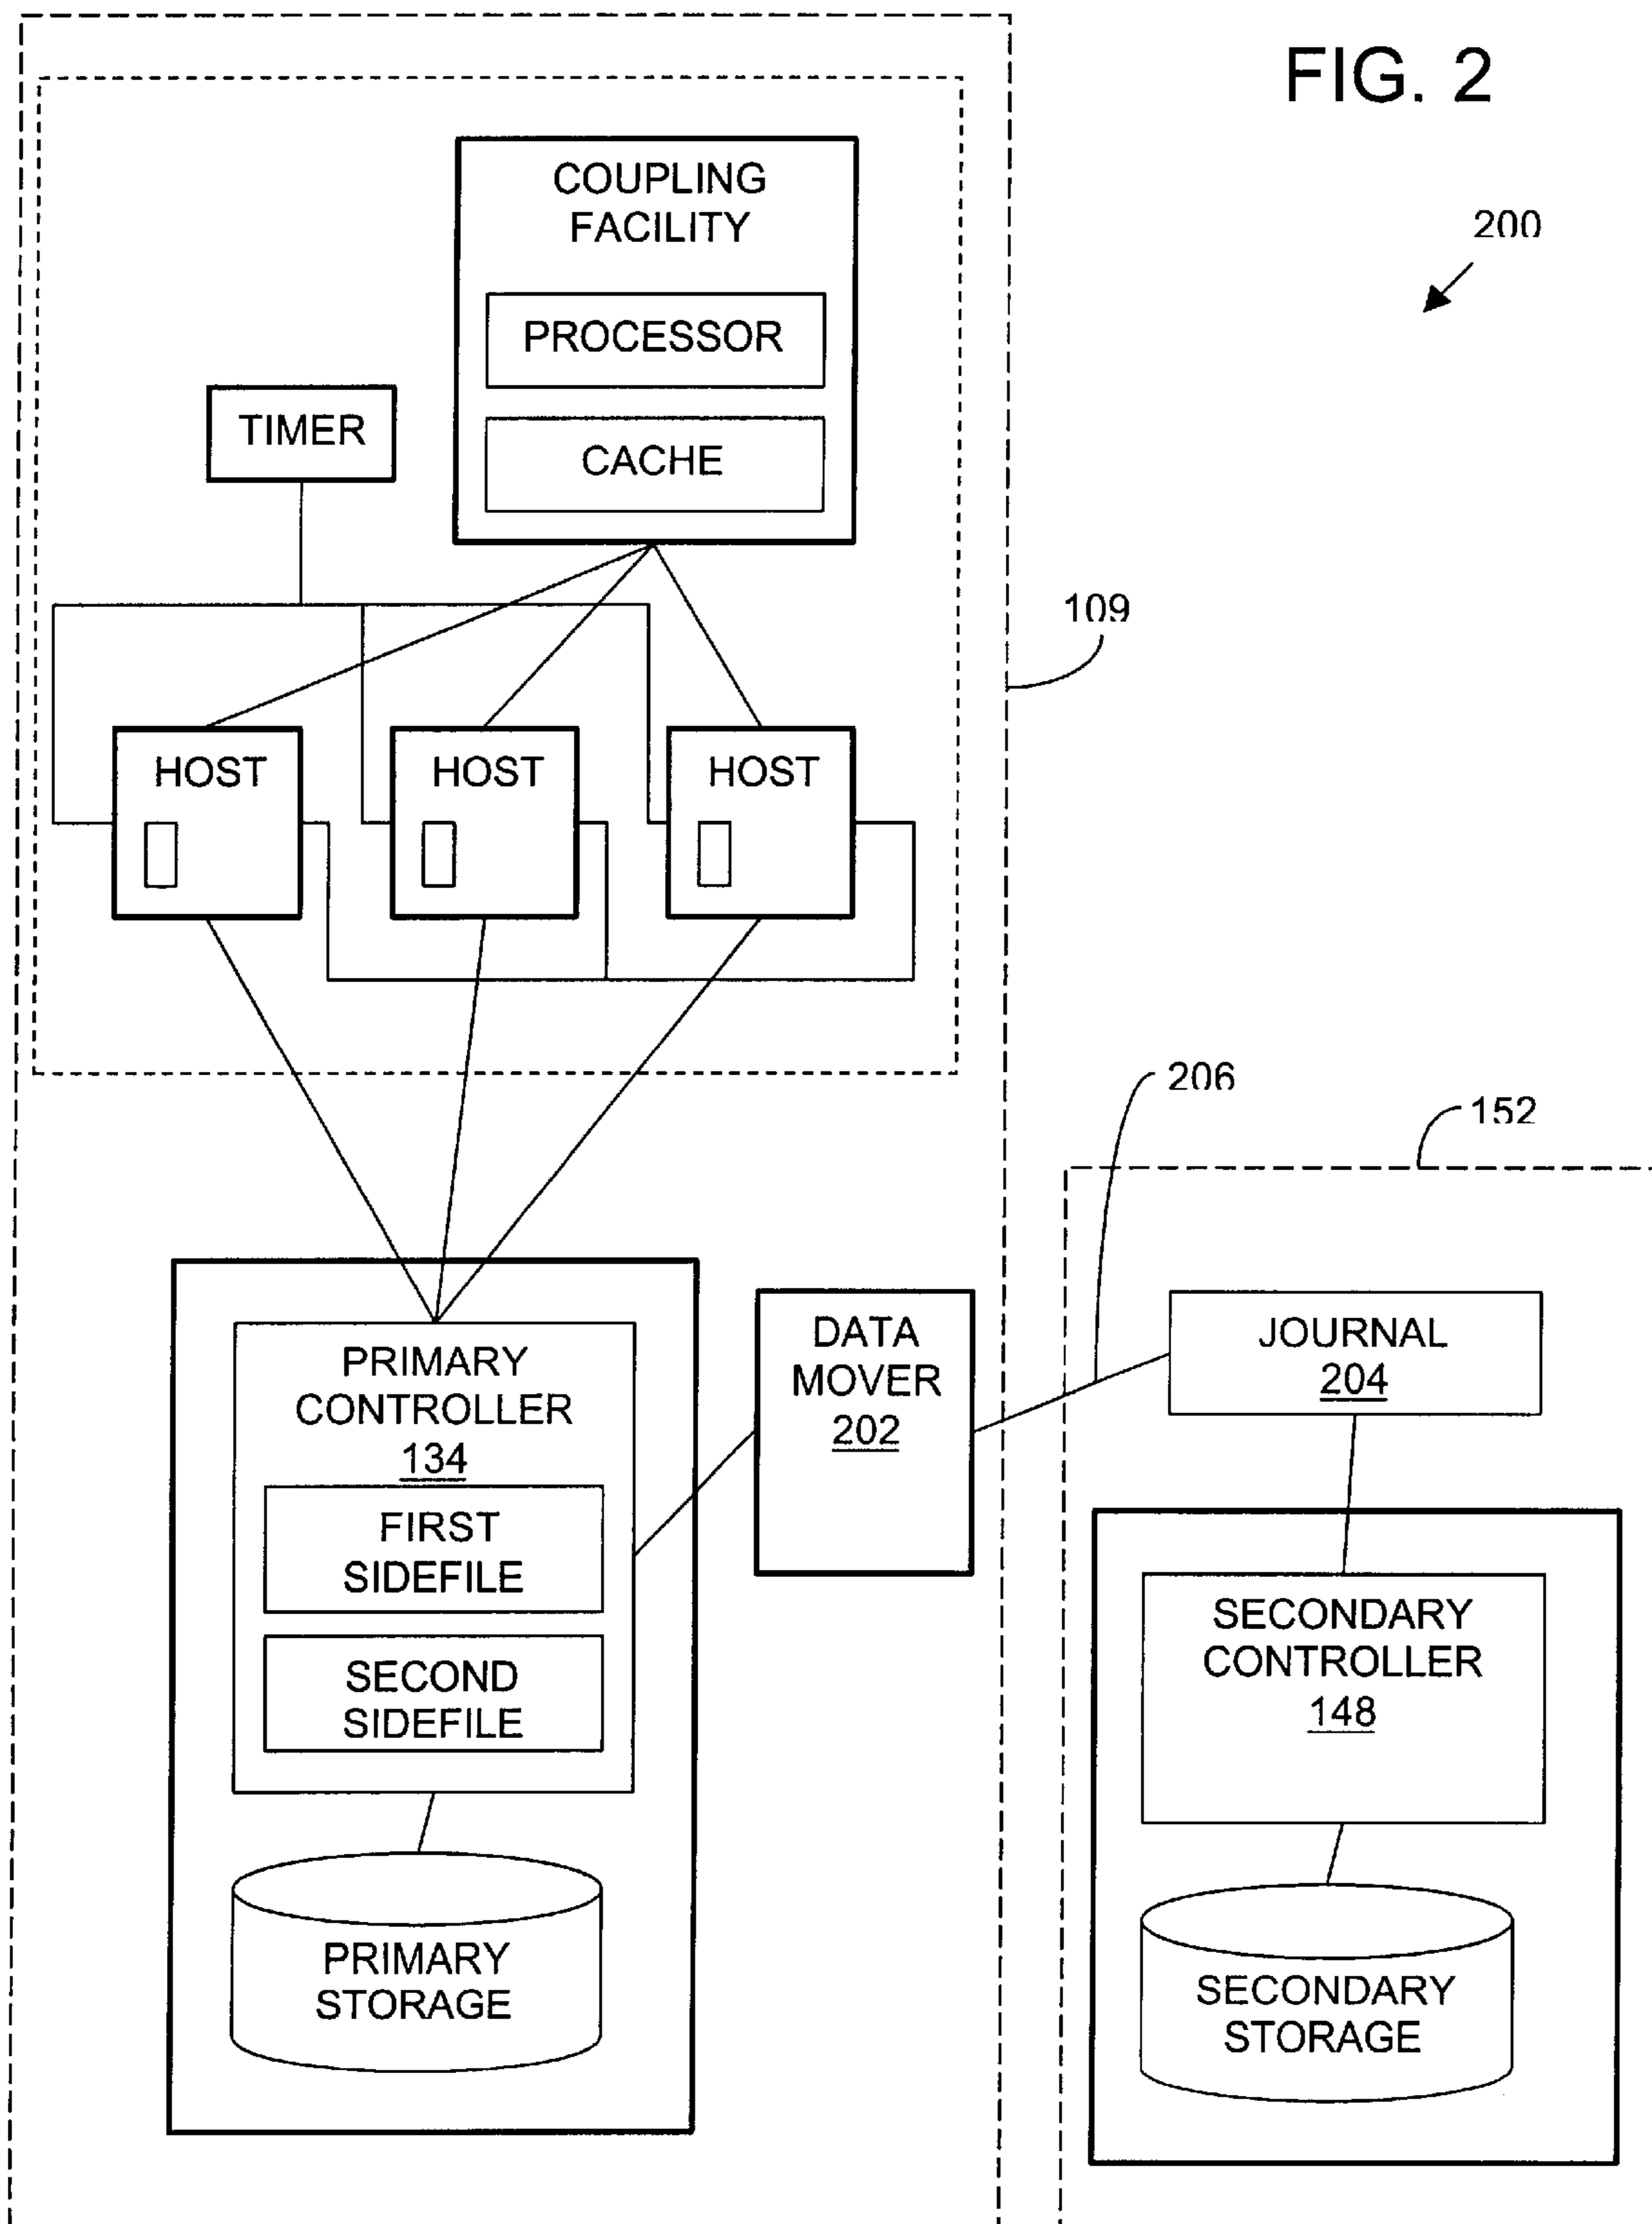 FIG. 2
200
COUPLING
FACILITY
PROCESSOR
CACHE
TIMER
109
HOST
HOST
HOST
206
152
PRIMARY
CONTROLLER
134
FIRST
SIDEFILE
SECOND
SIDEFILE
PRIMARY
STORAGE
DATA
MOVER
202
JOURNAL
204
SECONDARY
CONTROLLER
148
SECONDARY
STORAGE